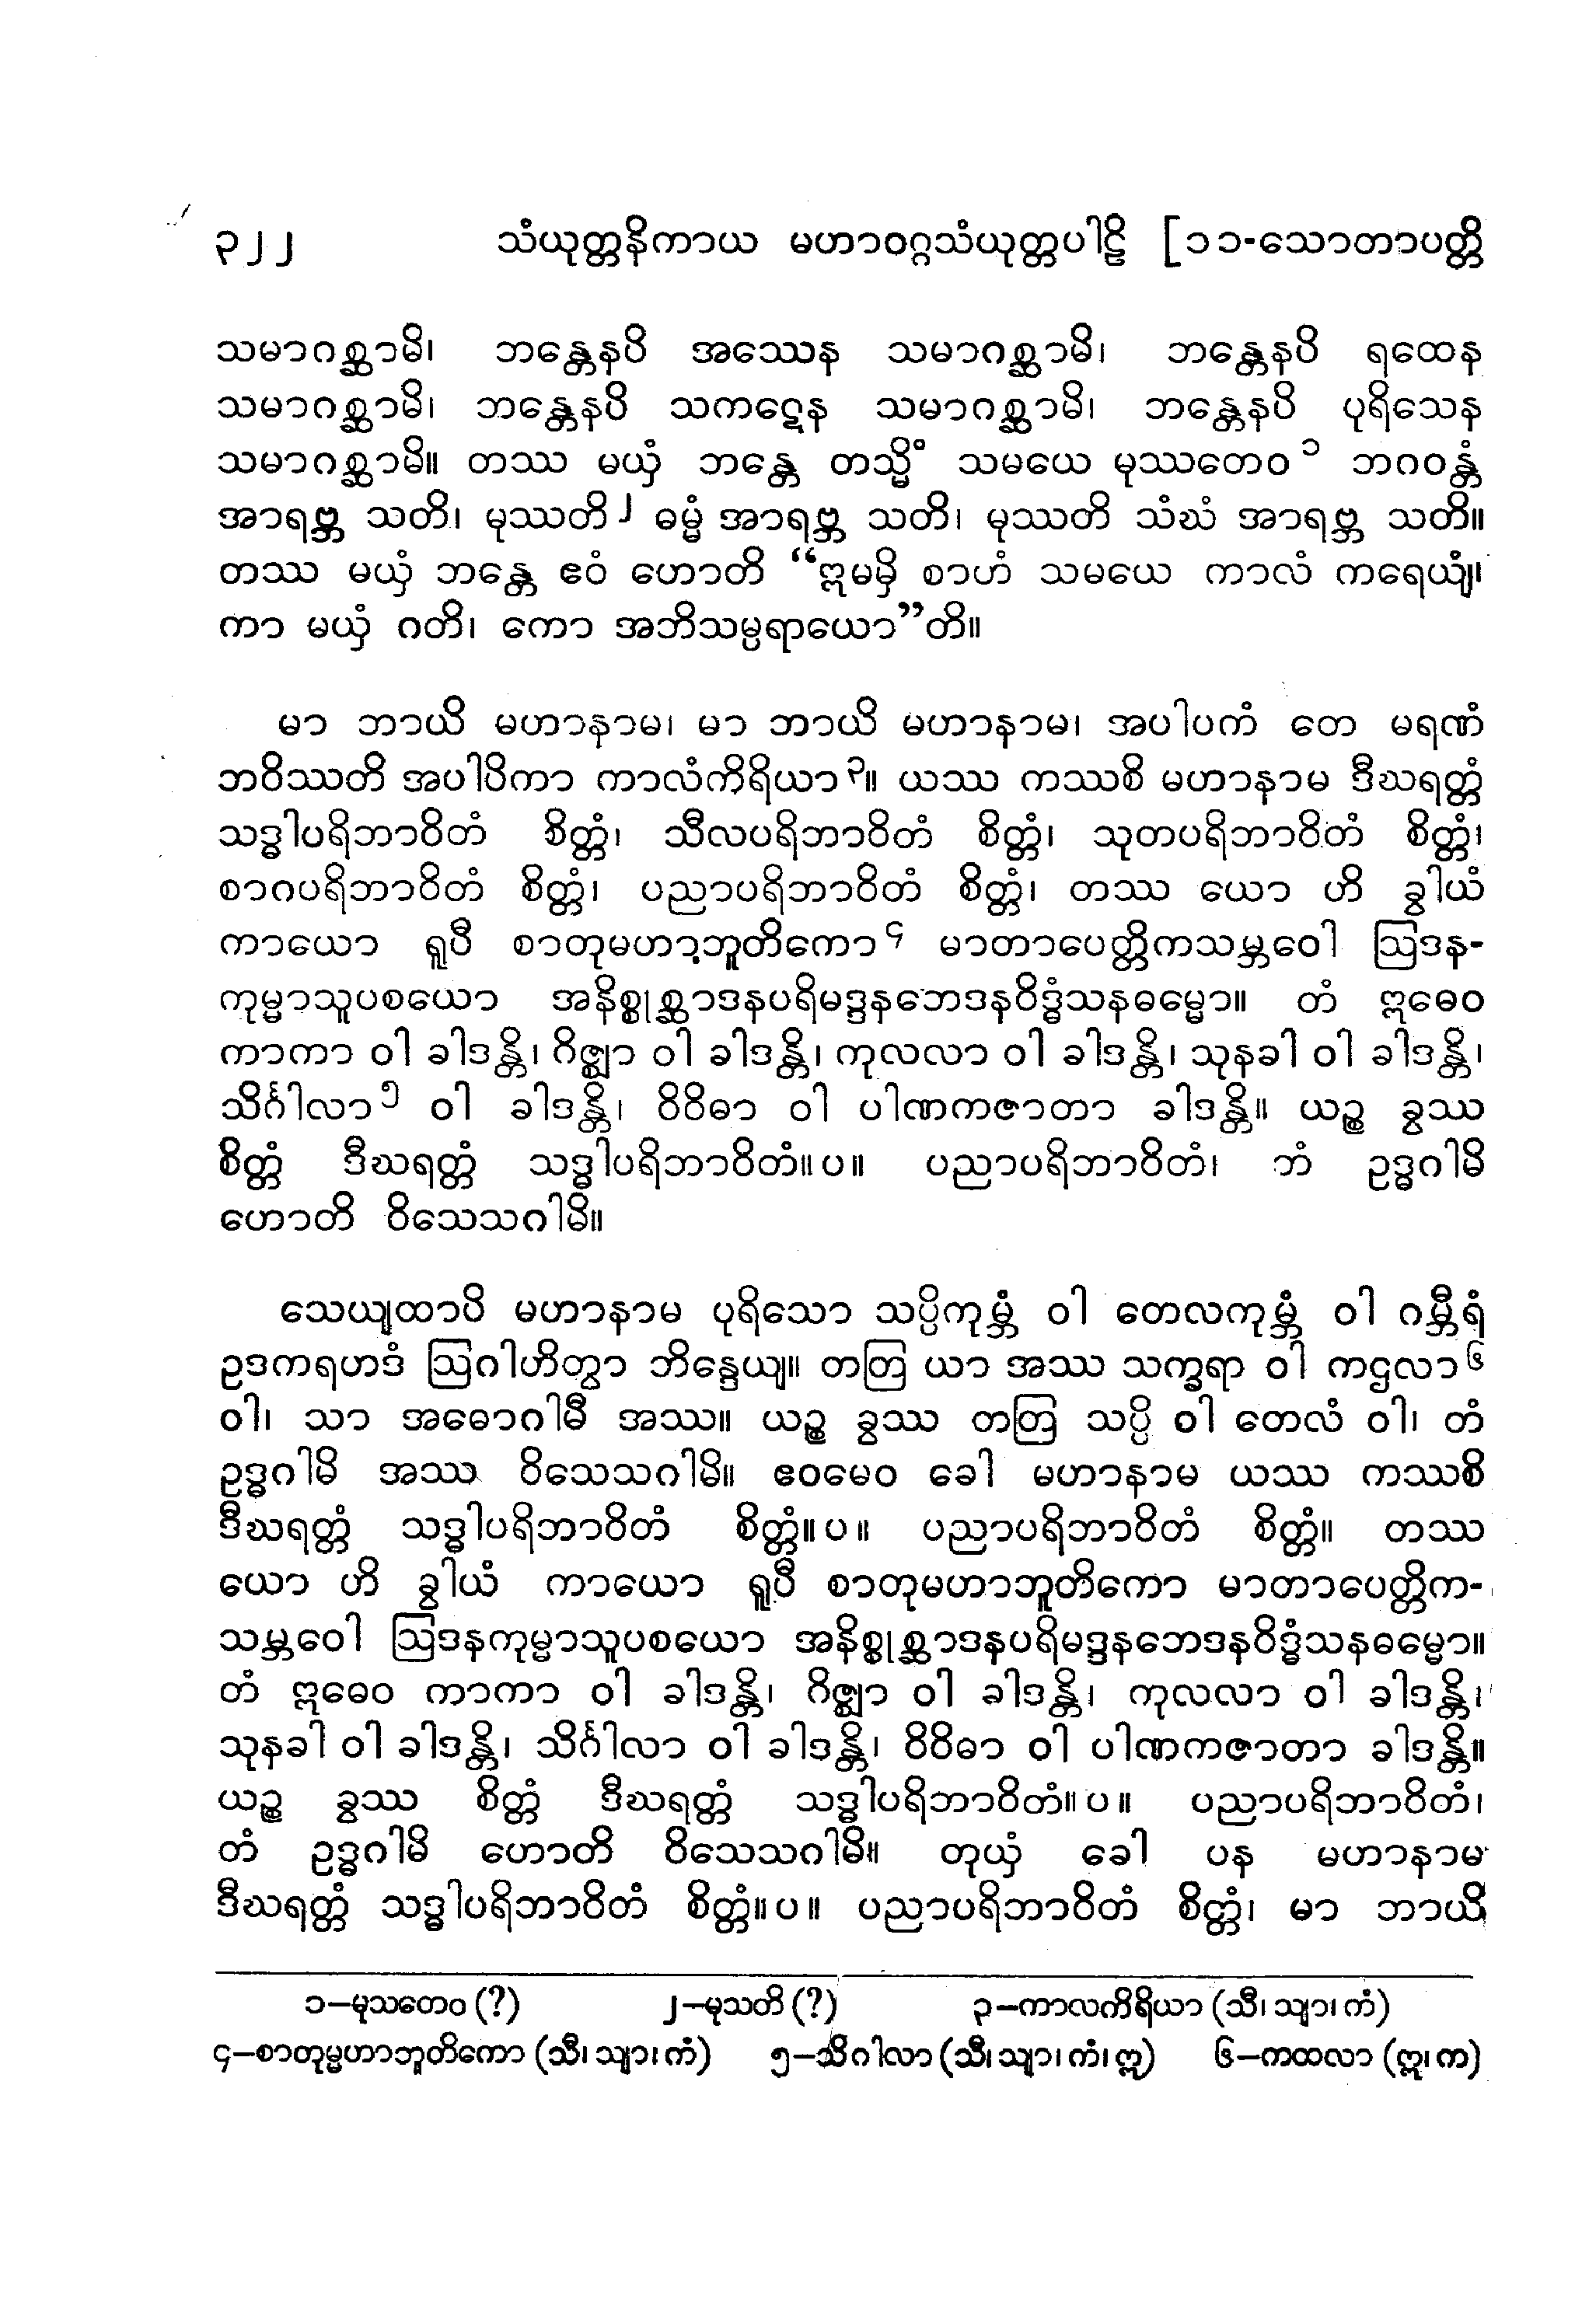 ၃၂၂ သံယုတ္တနိကာယ မဟာဝဂ္ဂသံယုတ္တပါဠိ [၁၁-သောတာပတ္တိ
သမာဂစ္ဆာမိ၊ ဘန္တေနပိ အဿေန သမာဂစ္ဆာမိ၊ ဘန္တေနပိ ရထေန
သမာဂစ္ဆာမိ၊ ဘန္တေနပိ သကဋေန သမာဂစ္ဆာမိ၊ ဘန္တေနပိ ပုရိသေန
သမာဂစ္ဆာမိ။ တဿ မယှံ ဘန္တေ တသ္မိံ သမယေ မုဿတေဝ ၁ ဘဂဝန္တံ
အာရဗ္ဘ သတိ၊ မုဿတိ ၂ ဓမ္မံ အာရဗ္ဘ သတိ၊ မုဿတိ သံဃံ အာရဗ္ဘ သတိ။
တဿ မယှံ ဘန္တေ ဧဝံ ဟောတိ “ဣမမှိ စာဟံ သမယေ ကာလံ ကရေယျံ၊
ကာ မယှံ ဂတိ၊ ကော အဘိသမ္ပရာယော”တိ။
မာ ဘာယိ မဟာနာမ၊ မာ ဘာယိ မဟာနာမ၊ အပါပကံ တေ မရဏံ
ဘဝိဿတိ အပါပိကာ ကာလံကိရိယာ ၃။ ယဿ ကဿစိ မဟာနာမ ဒီဃရတ္တံ
သဒ္ဓါပရိဘာဝိတံ စိတ္တံ၊ သီလပရိဘာဝိတံ စိတ္တံ၊ သုတပရိဘာဝိတံ စိတ္တံ၊
စာဂပရိဘာဝိတံ စိတ္တံ၊ ပညာပရိဘာဝိတံ စိတ္တံ၊ တဿ ယော ဟိ ခွါယံ
ကာယော ရူပီ စာတုမဟာဘူတိကော ၄ မာတာပေတ္တိကသမ္ဘဝေါ ဩဒန-
ကုမ္မာသူပစယော အနိစ္စုစ္ဆာဒနပရိမဒ္ဒနဘေဒနဝိဒ္ဓံသနဓမ္မော။ တံ ဣဓေဝ
ကာကာ ဝါ ခါဒန္တိ၊ ဂိဇ္ဈာ ဝါ ခါဒန္တိ၊ ကုလလာ ဝါ ခါဒန္တိ၊ သုနခါ ဝါ ခါဒန္တိ၊
သိင်္ဂါလာ ၅ ဝါ ခါဒန္တိ၊ ဝိဝိဓာ ဝါ ပါဏကဇာတာ ခါဒန္တိ။ ယဉ္စ ခွဿ
စိတ္တံ ဒီဃရတ္တံ သဒ္ဓါပရိဘာဝိတံ။ပ။ ပညာပရိဘာဝိတံ၊ တံ ဥဒ္ဓဂါမိ
ဟောတိ ဝိသေသဂါမိ။
သေယျထာပိ မဟာနာမ ပုရိသော သပ္ပိကုမ္ဘံ ဝါ တေလကုမ္ဘံ ဝါ ဂမ္ဘီရံ
ဥဒကရဟဒံ ဩဂါဟိတွာ ဘိန္ဒေယျ။ တတြ ယာ အဿ သက္ခရာ ဝါ ကဌလာ ၆
ဝါ၊ သာ အဓောဂါမီ အဿ။ ယဉ္စ ခွဿ တတြ သပ္ပိ ဝါ တေလံ ဝါ၊ တံ
ဥဒ္ဓဂါမိ အဿ ဝိသေသဂါမိ။ ဧဝမေဝ ခေါ မဟာနာမ ယဿ ကဿစိ
ဒီဃရတ္တံ သဒ္ဓါပရိဘာဝိတံ စိတ္တံ။ပ။ ပညာပရိဘာဝိတံ စိတ္တံ။ တဿ
ယော ဟိ ခွါယံ ကာယော ရူပီ စာတုမဟာဘူတိကော မာတာပေတ္တိက-
သမ္ဘဝေါ ဩဒနကုမ္မာသူပစယော အနိစ္စုစ္ဆာဒနပရိမဒ္ဒနဘေဒနဝိဒ္ဓံသနဓမ္မော။
တံ ဣဓေဝ ကာကာ ဝါ ခါဒန္တိ၊ ဂိဇ္ဈာ ဝါ ခါဒန္တိ၊ ကုလလာ ဝါ ခါဒန္တိ၊
သုနခါ ဝါ ခါဒန္တိ၊ သိင်္ဂါလာ ဝါ ခါဒန္တိ၊ ဝိဝိဓာ ဝါ ပါဏကဇာတာ ခါဒန္တိ။
ယဉ္စ ခွဿ စိတ္တံ ဒီဃရတ္တံ သဒ္ဓါပရိဘာဝိတံ။ပ။ ပညာပရိဘာဝိတံ၊
တံ ဥဒ္ဓဂါမိ ဟောတိ ဝိသေသဂါမိ။ တုယှံ ခေါ ပန မဟာနာမ
ဒီဃရတ္တံ သဒ္ဓါပရိဘာဝိတံ စိတ္တံ။ပ။ ပညာပရိဘာဝိတံ စိတ္တံ၊ မာ ဘာယိ
၁–မုသတေဝ (?) ၂–မုသတိ (?) ၃–ကာလကိရိယာ (သီ၊ သျာ၊ ကံ)
၄–စာတုမ္မဟာဘူတိကော (သီ၊ သျာ၊ ကံ) ၅–သိဂါလာ (သီ၊ သျာ၊ ကံ၊ ဣ) ၆–ကထလာ (ဣ၊ က)